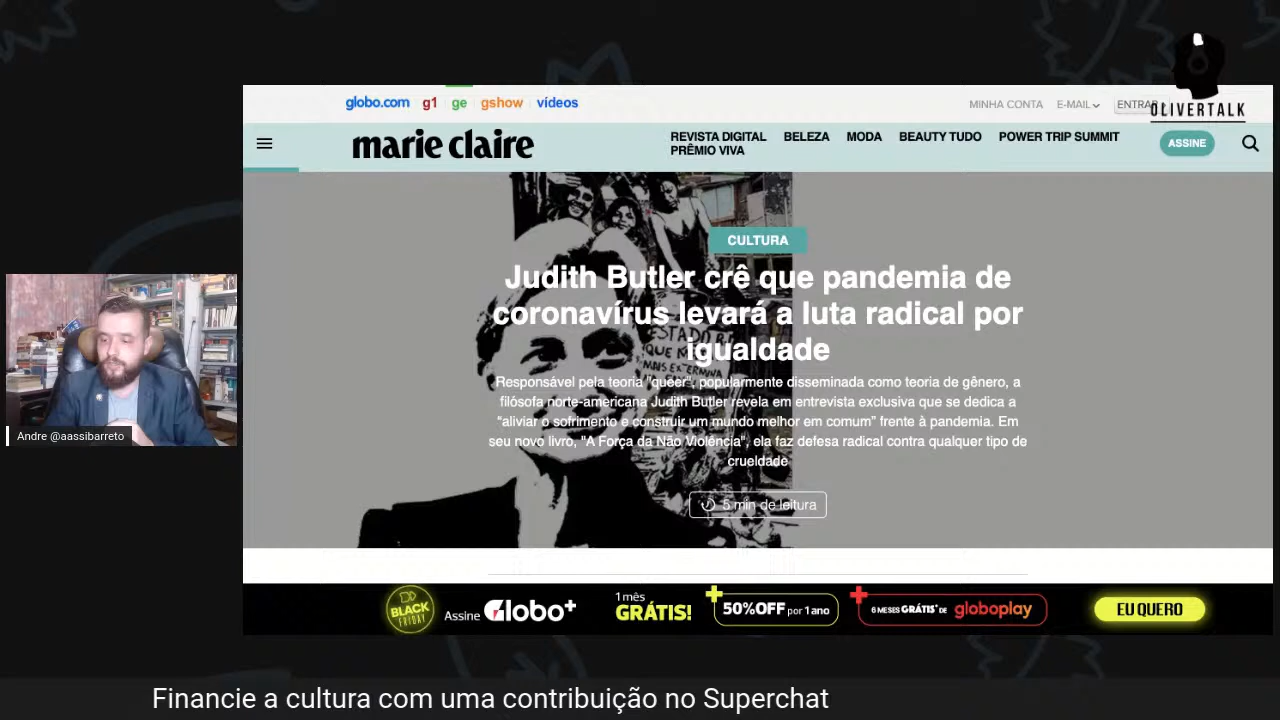 globo.com g1 ge gshow vídeos
MINHA CONTA E-MAIL ENTRAR
OLIVERTALK
marie claire
REVISTA DIGITAL BELEZA MODA BEAUTY TUDO POWER TRIP SUMMIT
PRÊMIO VIVA
ASSINE
CULTURA
Judith Butler crê que pandemia de
coronavírus levará a luta radical por
igualdade
Responsável pela teoria "queer", popularmente disseminada como teoria de gênero, a
filósofa norte-americana Judith Butler revela em entrevista exclusiva que se dedica a
"aliviar o sofrimento e construir um mundo melhor em comum" frente à pandemia. Em
seu novo livro, "A Força da Não Violência", ela faz defesa radical contra qualquer tipo de
crueldade
5 min de leitura
Andre @aassibarreto
BLACK
FRIDAY
Assine Globo+
1 mês
GRÁTIS!
+ 50%OFF por 1 ano
+ 6 MESES GRÁTIS* DE globoplay
EU QUERO
Financie a cultura com uma contribuição no Superchat